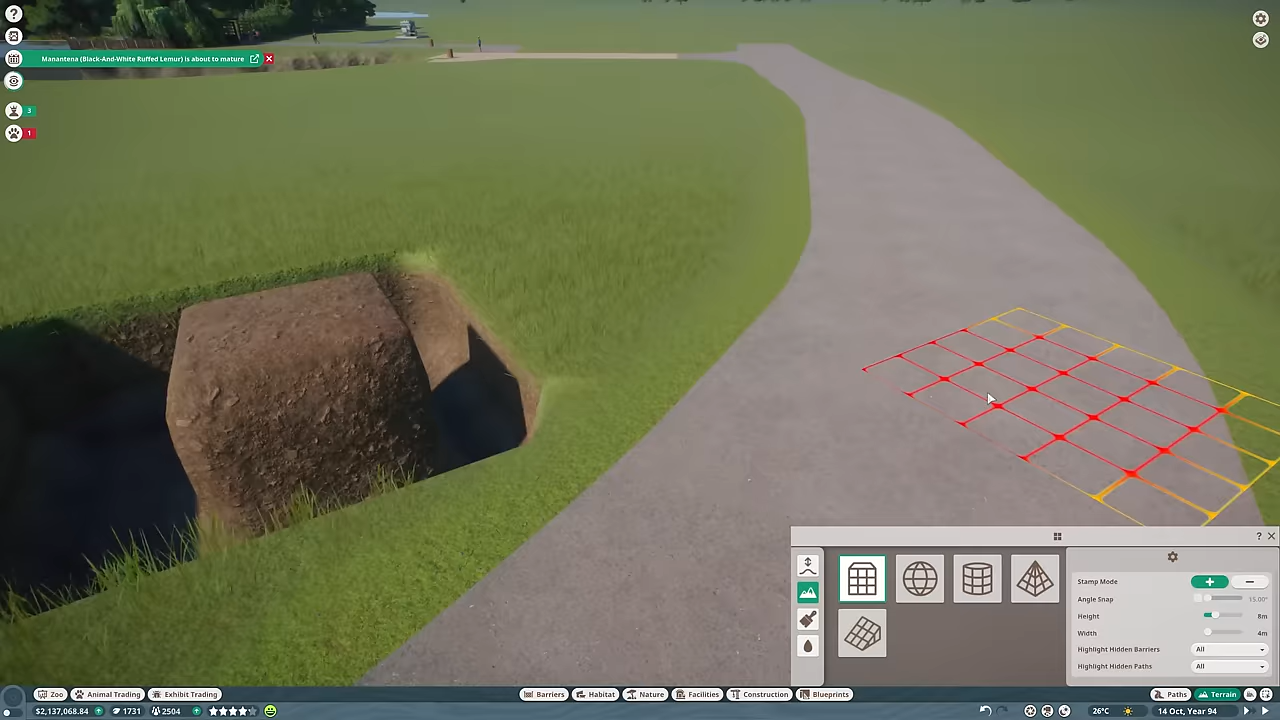 ?
Manantena (Black-And-White Ruffed Lemur) is about to mature
3
1
?
Stamp Mode + −
Angle Snap 15.00°
Height 8m
Width 4m
Highlight Hidden Barriers All
Highlight Hidden Paths All
Zoo Animal Trading Exhibit Trading Barriers Habitat Nature Facilities Construction Blueprints Paths Terrain
$2,137,068.84 1731 2504 26°C 14 Oct, Year 94